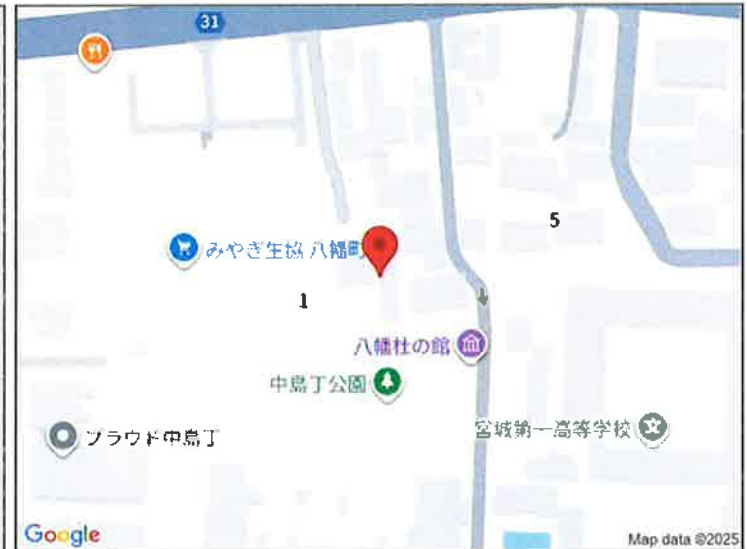 31
みやぎ生協 八幡町
5
1
八幡杜の館
中島丁公園
プラウド中島丁
宮城第一高等学校
Google
Map data ©2025